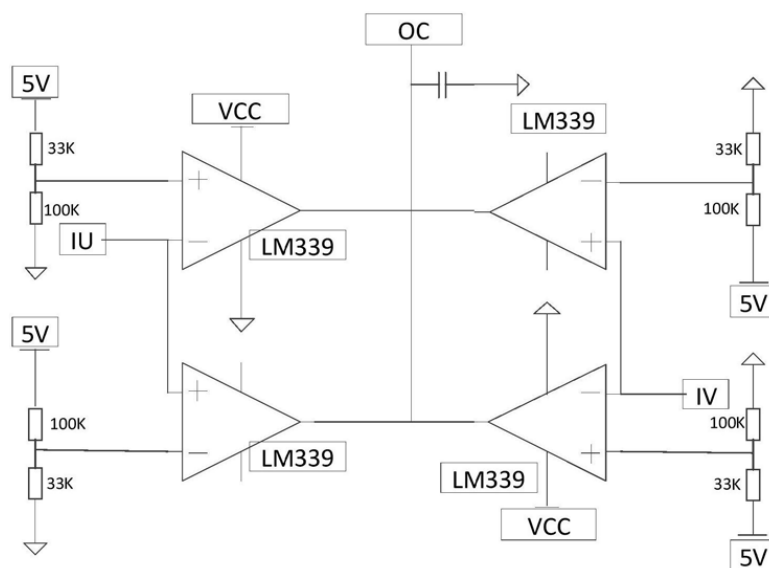 OC
5V
VCC
LM339
33K
33K
+
−
100K
100K
IU
−
LM339
+
5V
5V
+
−
IV
100K
100K
−
LM339
+
33K
LM339
33K
VCC
5V